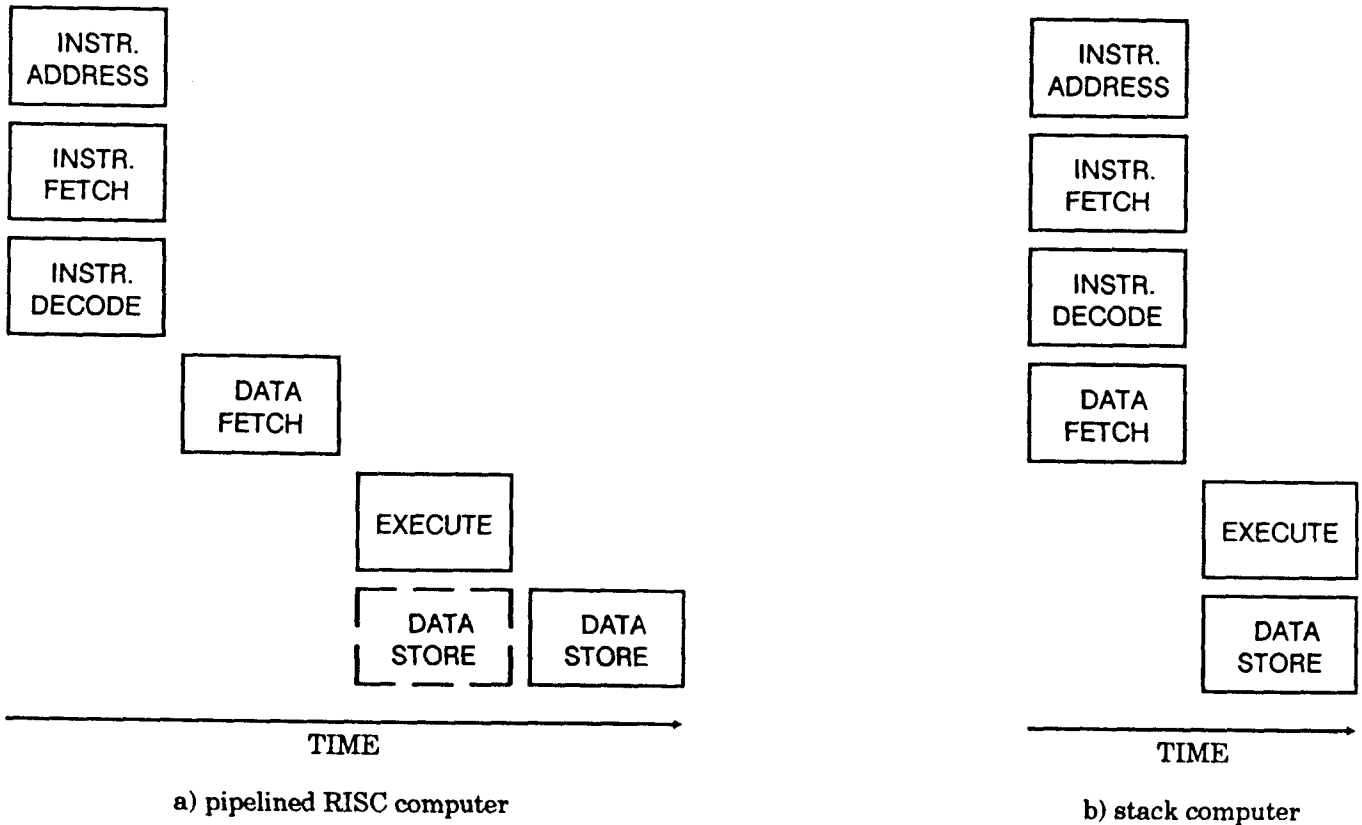 INSTR.
ADDRESS
INSTR.
FETCH
INSTR.
DECODE
DATA
FETCH
EXECUTE
DATA
STORE
DATA
STORE
TIME
a) pipelined RISC computer
INSTR.
ADDRESS
INSTR.
FETCH
INSTR.
DECODE
DATA
FETCH
EXECUTE
DATA
STORE
TIME
b) stack computer